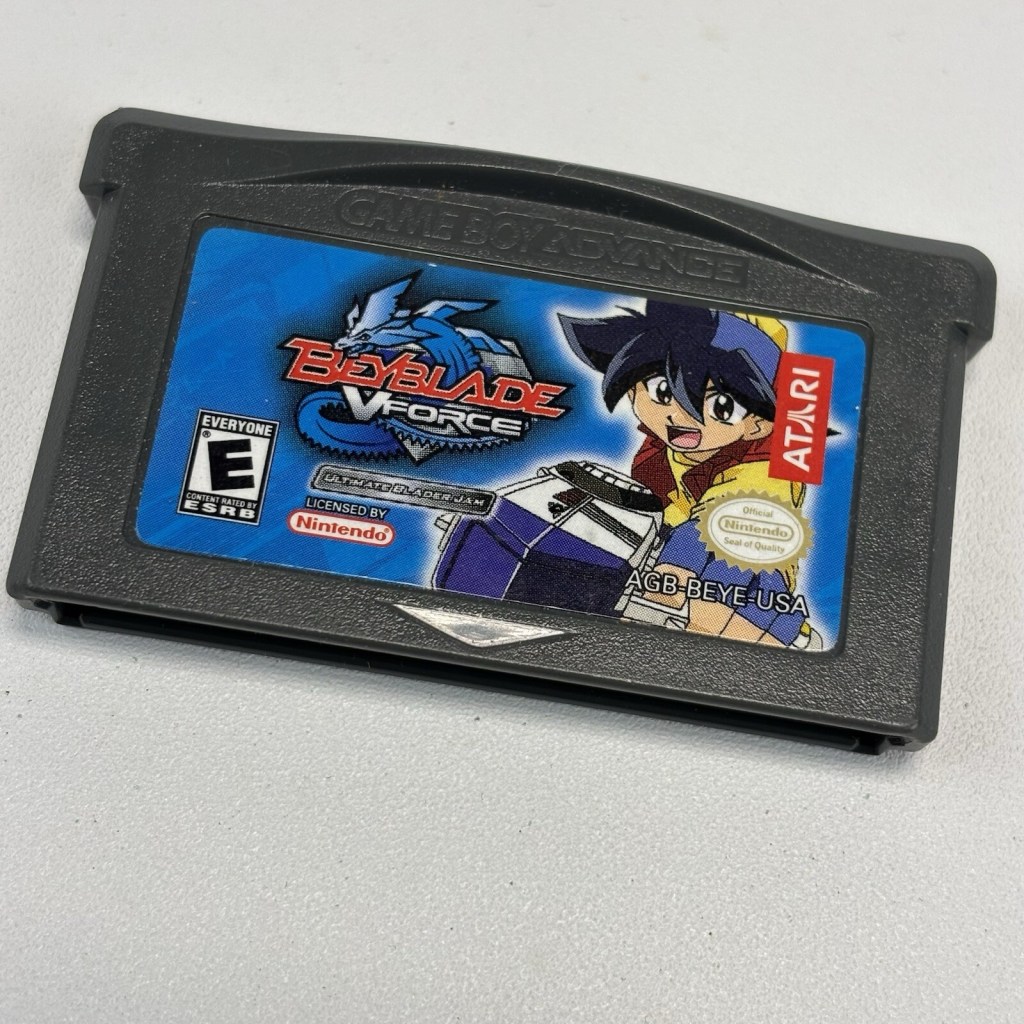 GAME BOY ADVANCE
BEYBLADE
VFORCE
ULTIMATE BLADER JAM
EVERYONE
E
®
CONTENT RATED BY
ESRB
LICENSED BY
Nintendo®
ATARI
Official
Nintendo
Seal of Quality
AGB-BEYE-USA